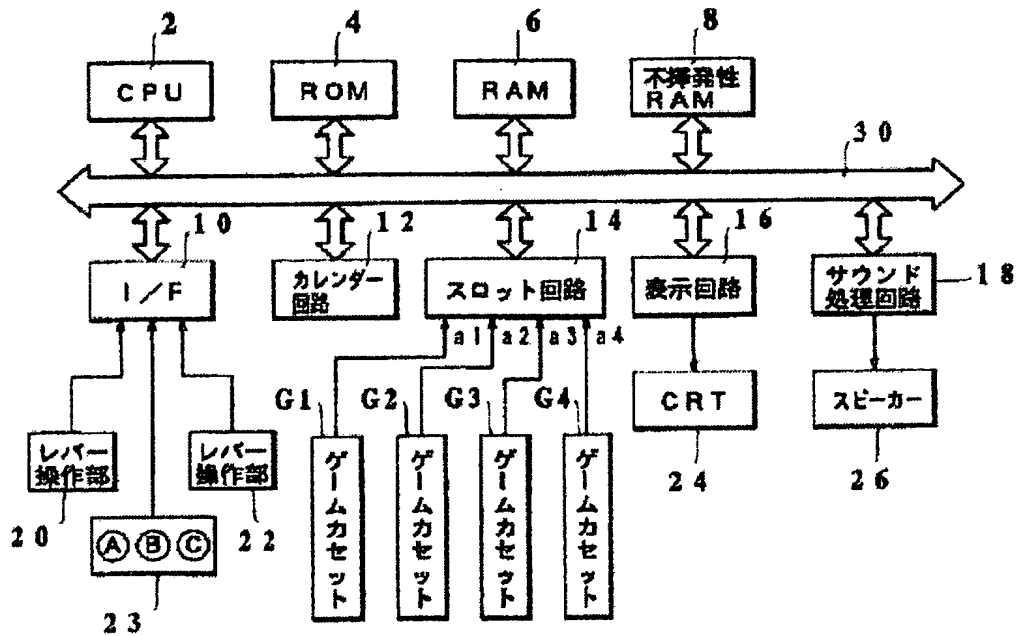 2
4
6
8
CPU
ROM
RAM
不揮発性
RAM
30
10
12
14
16
I/F
カレンダー
回路
スロット回路
表示回路
サウンド
処理回路
18
a1 a2 a3 a4
G1 G2 G3 G4
CRT
スピーカー
レバー
操作部
レバー
操作部
ゲームカセット
ゲームカセット
ゲームカセット
ゲームカセット
24
26
20
22
A B C
23